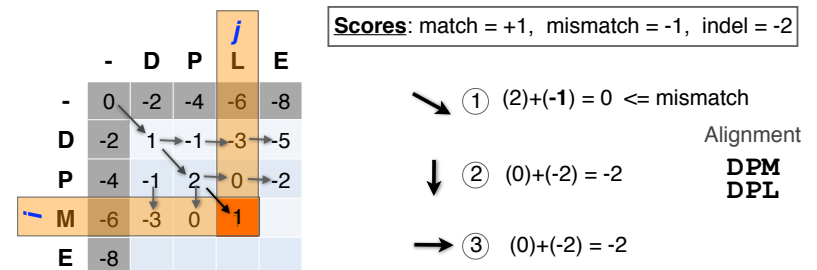 Scores: match = +1, mismatch = -1, indel = -2
j
- D P L E
- 0 -2 -4 -6 -8
D -2 1 -1 -3 -5
P -4 -1 2 0 -2
i M -6 -3 0 1
E -8
1 (2)+(-1) = 0 <= mismatch
Alignment
DPM
DPL
2 (0)+(-2) = -2
3 (0)+(-2) = -2